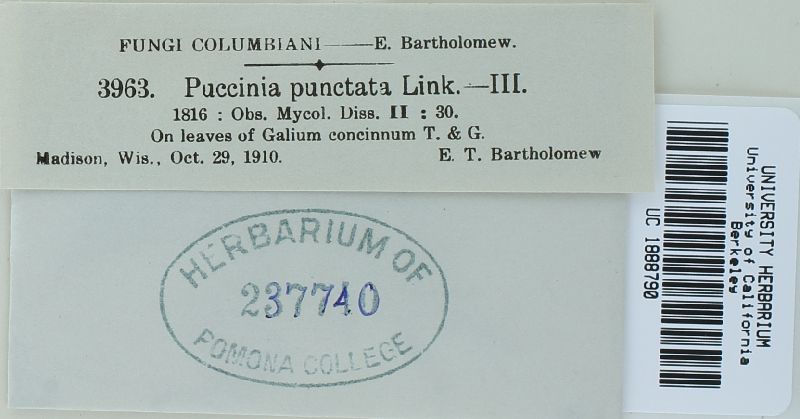 FUNGI COLUMBIANI——E. Bartholomew.
3963. Puccinia punctata Link.—III.
1816 : Obs. Mycol. Diss. II : 30.
On leaves of Galium concinnum T. & G.
Madison, Wis., Oct. 29, 1910. E. T. Bartholomew
HERBARIUM OF
237740
POMONA COLLEGE
UNIVERSITY HERBARIUM
University of California
Berkeley
UC 1888790